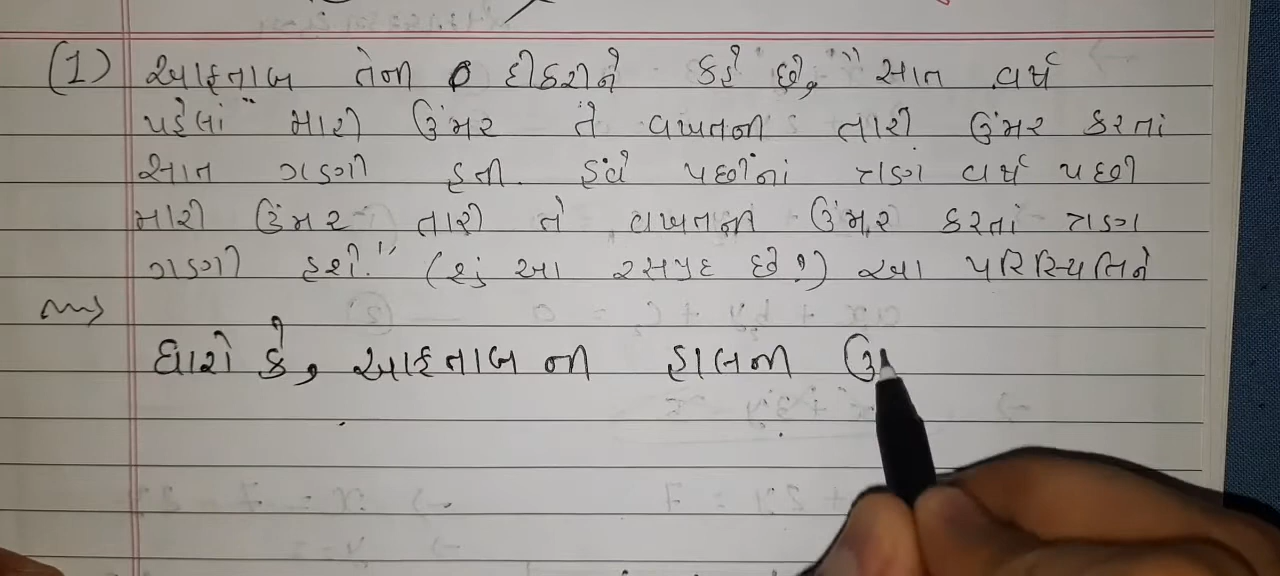 (1) આફતાબ તેની દીકરીને કહે છે, "સાત વર્ષ
પહેલાં" મારી ઉંમર તે વખતની તારી ઉંમર કરતાં
સાત ગણી હતી. હવે પછીનાં ત્રણ વર્ષ પછી
મારી ઉંમર તારી તે વખતની ઉંમર કરતાં ત્રણ
ગણી હશે." (શું આ રસપ્રદ છે?) આ પરિસ્થિતિને
ધારો કે, આફતાબ ની હાલની ઉં